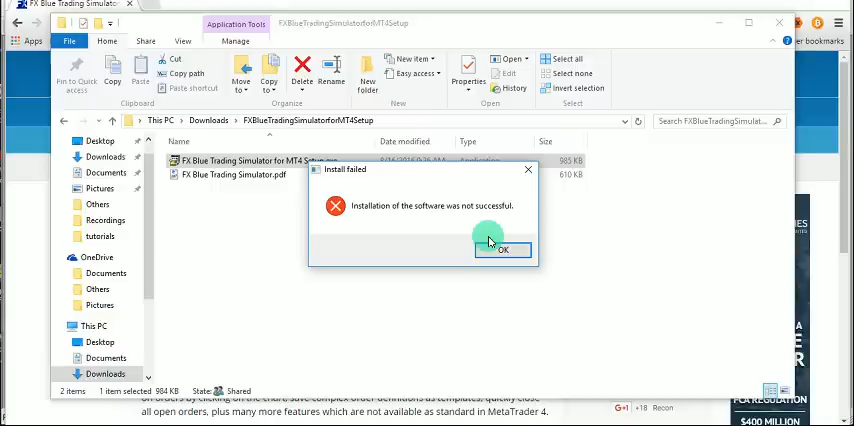 FX Blue Trading Simulato
Application Tools
FXBlueTradingSimulatorforMT4Setup
Apps
er bookmarks
File
Home
Share
View
Manage
Pin to Quick
access
Copy
Paste
Cut
Copy path
Paste shortcut
Move
to
Copy
to
Delete
Rename
New
folder
New item
Easy access
Properties
Open
Edit
History
Select all
Select none
Invert selection
Clipboard
Organize
New
Open
Select
This PC > Downloads > FXBlueTradingSimulatorforMT4Setup
Search FXBlueTradingSimulat...
Desktop
Downloads
Documents
Pictures
Others
Recordings
tutorials
OneDrive
Documents
Others
Pictures
This PC
Desktop
Documents
Downloads
Name
Date modified
Type
Size
FX Blue Trading Simulator for MT4 Setup.exe
Application
985 KB
FX Blue Trading Simulator.pdf
610 KB
Install failed
Installation of the software was not successful.
OK
2 items
1 item selected 984 KB
State: Shared
on orders by clicking on the chart, save complex order definitions as templates, quickly close
all open orders, plus many more features which are not available as standard in MetaTrader 4.
G+1
+18
Recon
FCA REGULATION
$400 MILLION